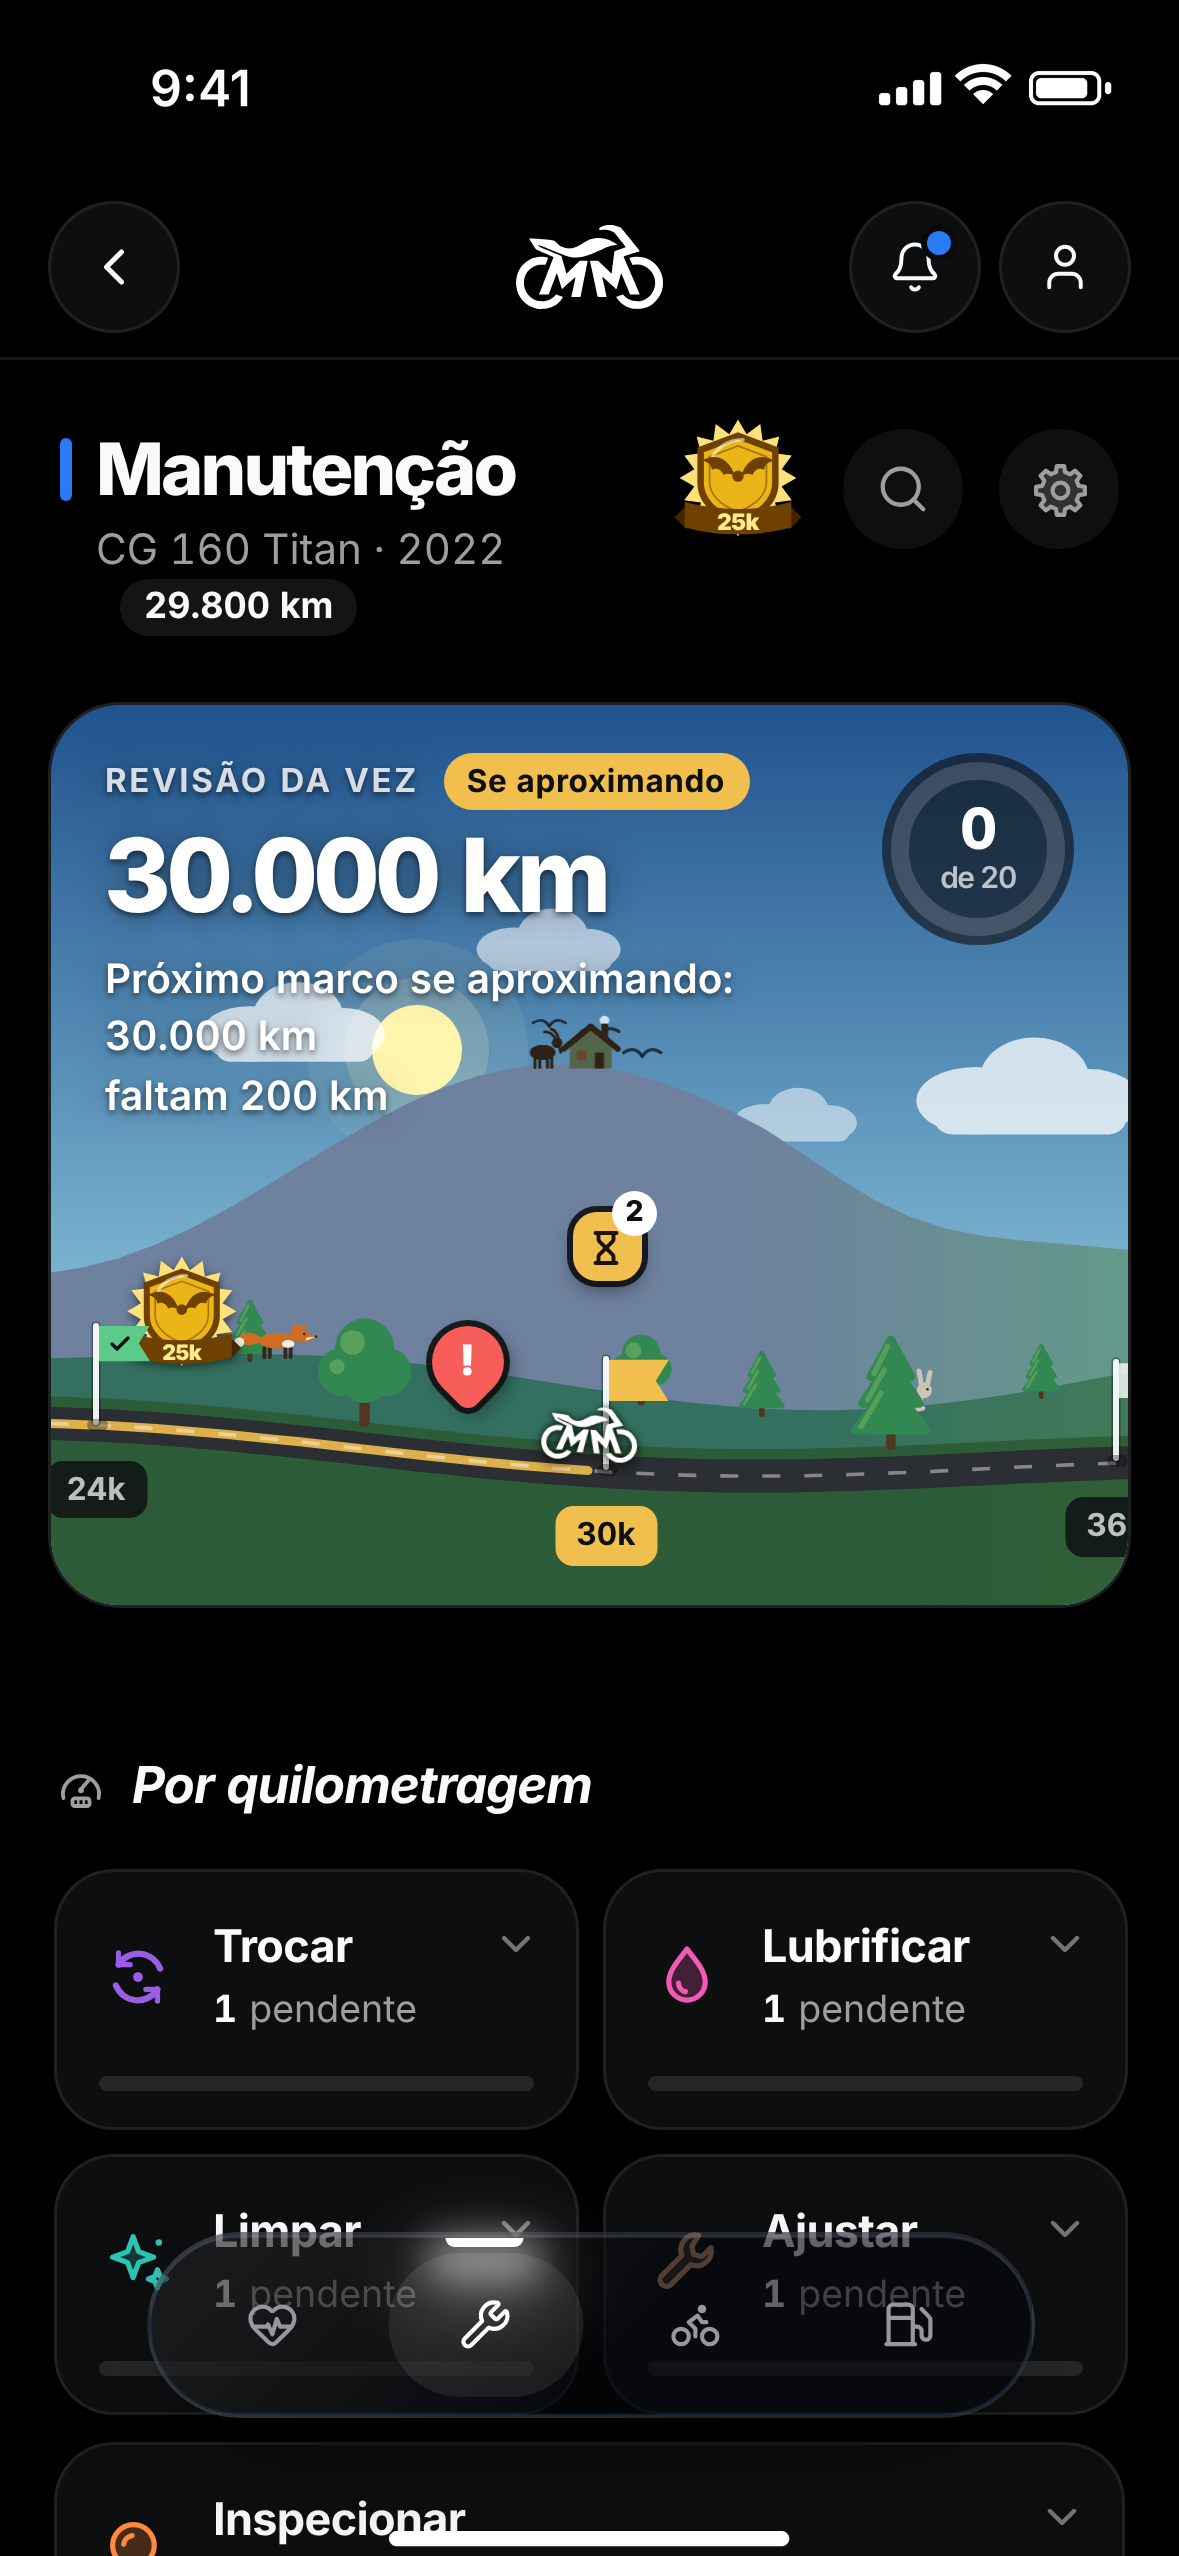 9:41
MM
Manutenção
25k
CG 160 Titan · 2022
29.800 km
REVISÃO DA VEZ
Se aproximando
0
de 20
30.000 km
Próximo marco se aproximando:
30.000 km
faltam 200 km
2
25k
!
MM
24k
30k
36
Por quilometragem
Trocar
1 pendente
Lubrificar
1 pendente
Limpar
1 pendente
Ajustar
1 pendente
Inspecionar